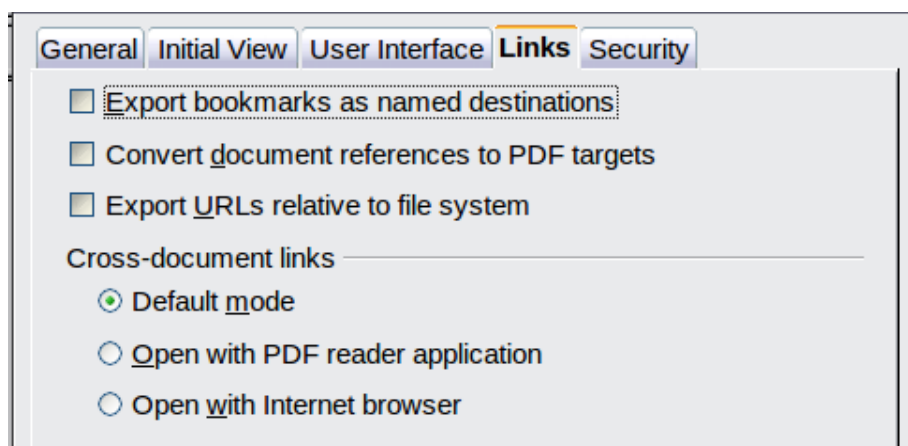 General Initial View User Interface Links Security
Export bookmarks as named destinations
Convert document references to PDF targets
Export URLs relative to file system
Cross-document links
Default mode
Open with PDF reader application
Open with Internet browser